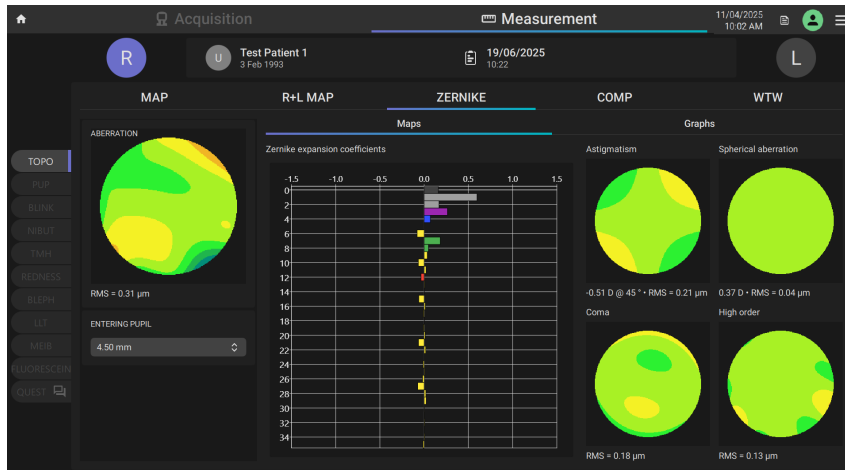 Acquisition
Measurement
11/04/2025
10:02 AM
R
U
Test Patient 1
3 Feb 1993
19/06/2025
10:22
L
MAP
R+L MAP
ZERNIKE
COMP
WTW
Maps
Graphs
TOPO
PUP
BLINK
NIBUT
TMH
REDNESS
BLEPH
LLT
MEIB
FLUORESCEIN
QUEST
ABERRATION
RMS = 0.31 μm
ENTERING PUPIL
4.50 mm
Zernike expansion coefficients
-1.5 -1.0 -0.5 0.0 0.5 1.0 1.5
0
2
4
6
8
10
12
14
16
18
20
22
24
26
28
30
32
34
Astigmatism
Spherical aberration
-0.51 D @ 45 ° • RMS = 0.21 μm
0.37 D • RMS = 0.04 μm
Coma
High order
RMS = 0.18 μm
RMS = 0.13 μm